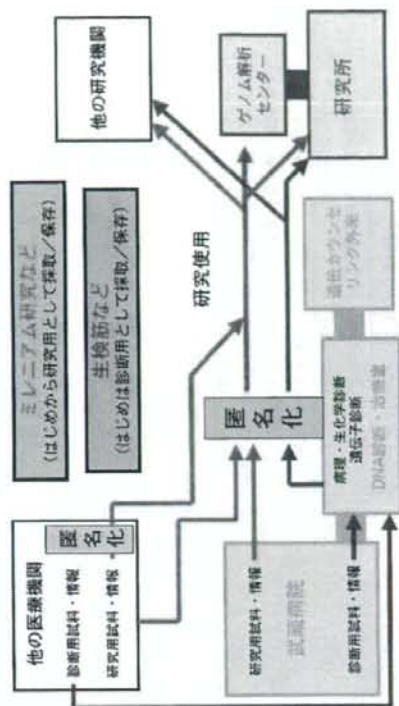 ミレニアム研究など
(はじめから研究用として採取/保存)
生検筋など
(はじめは診断用として採取/保存)
他の医療機関
診断用試料・情報
研究用試料・情報
匿名化
研究使用
他の研究機関
ゲノム解析
センター
研究所
匿名化
武蔵病院
研究用試料・情報
診断用試料・情報
病理・生化学診断
遺伝子診断
DNA診断・治療室
遺伝カウンセ
リング外来